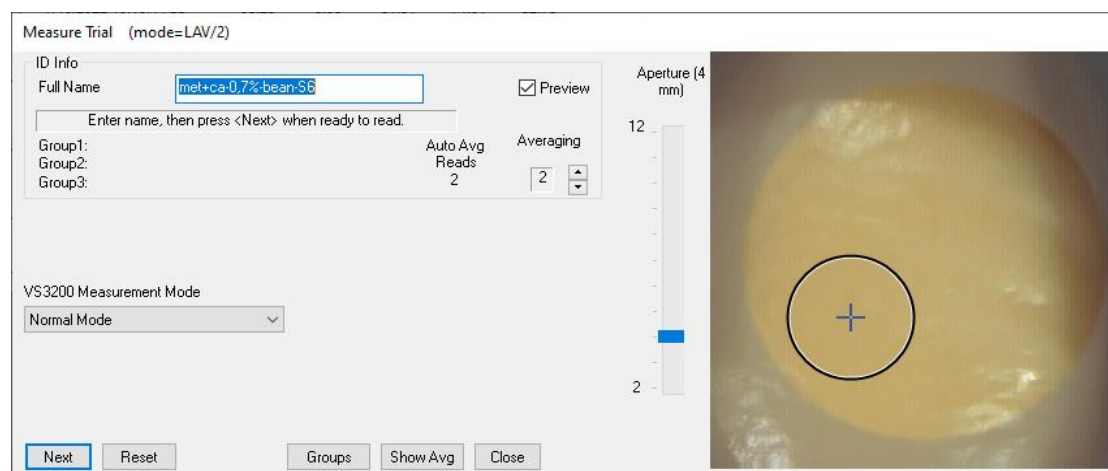 Measure Trial (mode=LAV/2)
ID Info
Full Name
met+ca-0,7%-bean-S6
Preview
Enter name, then press <Next> when ready to read.
Group1:
Group2:
Group3:
Auto Avg
Reads
2
Averaging
2
Aperture (4
mm)
12
2
VS3200 Measurement Mode
Normal Mode
Next
Reset
Groups
Show Avg
Close